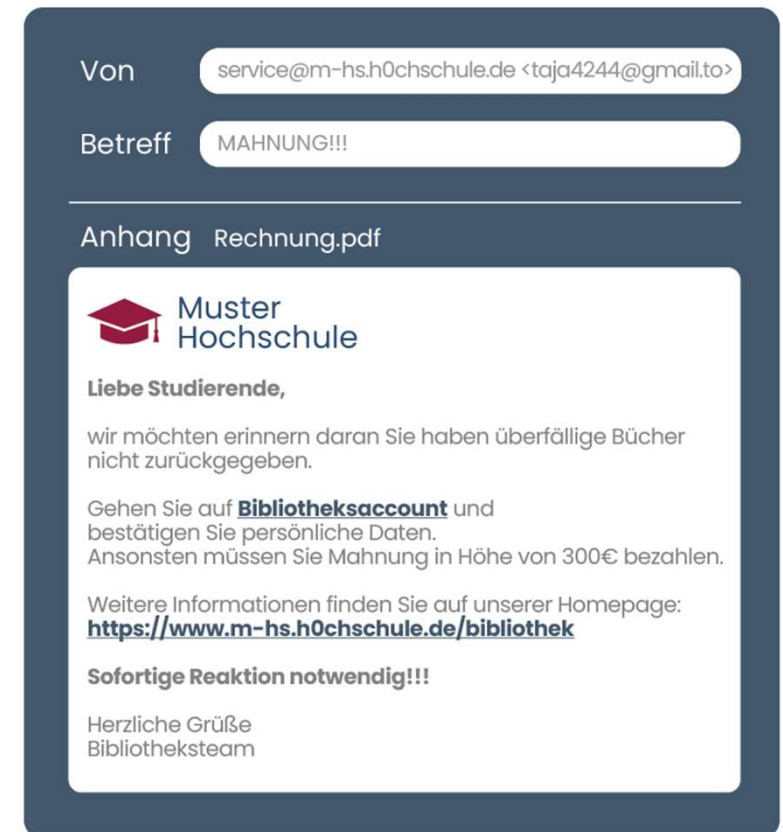 Von service@m-hs.h0chschule.de <taja4244@gmail.to>
Betreff MAHNUNG!!!
Anhang Rechnung.pdf
Muster
Hochschule
Liebe Studierende,
wir möchten erinnern daran Sie haben überfällige Bücher
nicht zurückgegeben.
Gehen Sie auf Bibliotheksaccount und
bestätigen Sie persönliche Daten.
Ansonsten müssen Sie Mahnung in Höhe von 300€ bezahlen.
Weitere Informationen finden Sie auf unserer Homepage:
https://www.m-hs.h0chschule.de/bibliothek
Sofortige Reaktion notwendig!!!
Herzliche Grüße
Bibliotheksteam